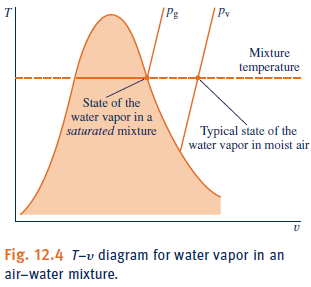 T
pg
pv
Mixture
temperature
State of the
water vapor in a
saturated mixture
Typical state of the
water vapor in moist air
v
Fig. 12.4 T–v diagram for water vapor in an
air–water mixture.